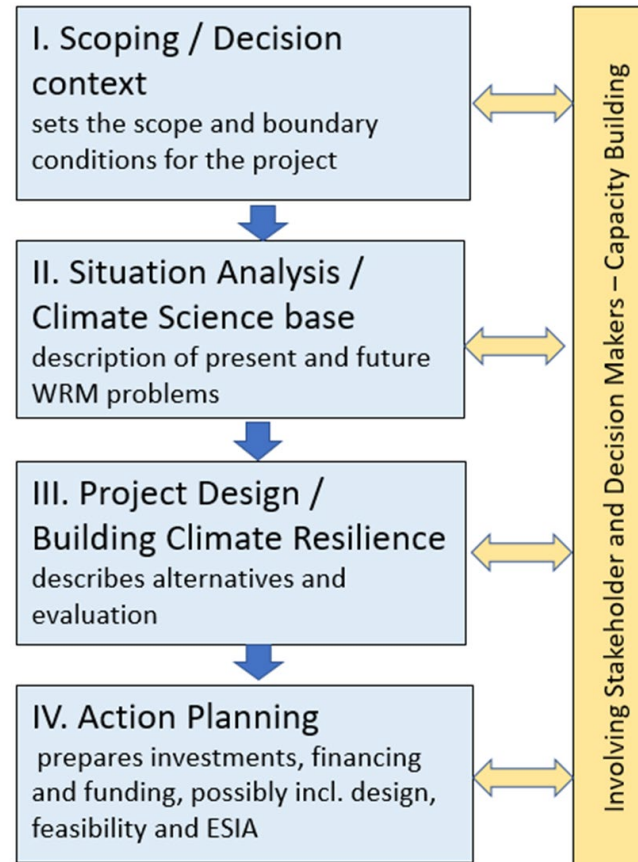 I. Scoping / Decision
context
sets the scope and boundary
conditions for the project
II. Situation Analysis /
Climate Science base
description of present and future
WRM problems
III. Project Design /
Building Climate Resilience
describes alternatives and
evaluation
IV. Action Planning
prepares investments, financing
and funding, possibly incl. design,
feasibility and ESIA
Involving Stakeholder and Decision Makers – Capacity Building